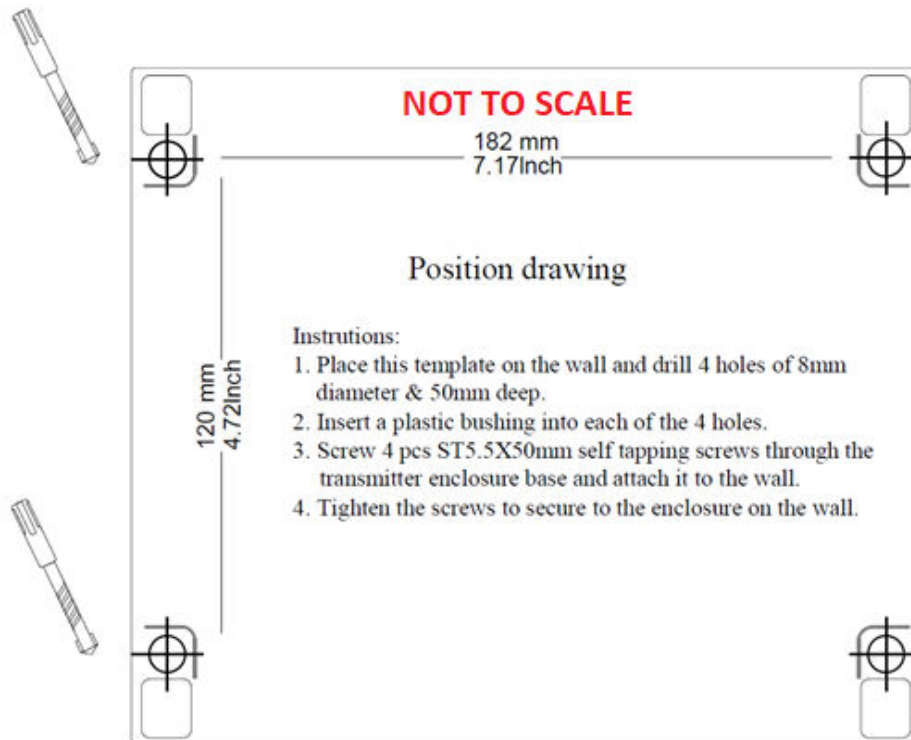 NOT TO SCALE
182 mm
7.17Inch
120 mm
4.72Inch
Position drawing
Instrutions:
1. Place this template on the wall and drill 4 holes of 8mm
diameter & 50mm deep.
2. Insert a plastic bushing into each of the 4 holes.
3. Screw 4 pcs ST5.5X50mm self tapping screws through the
transmitter enclosure base and attach it to the wall.
4. Tighten the screws to secure to the enclosure on the wall.